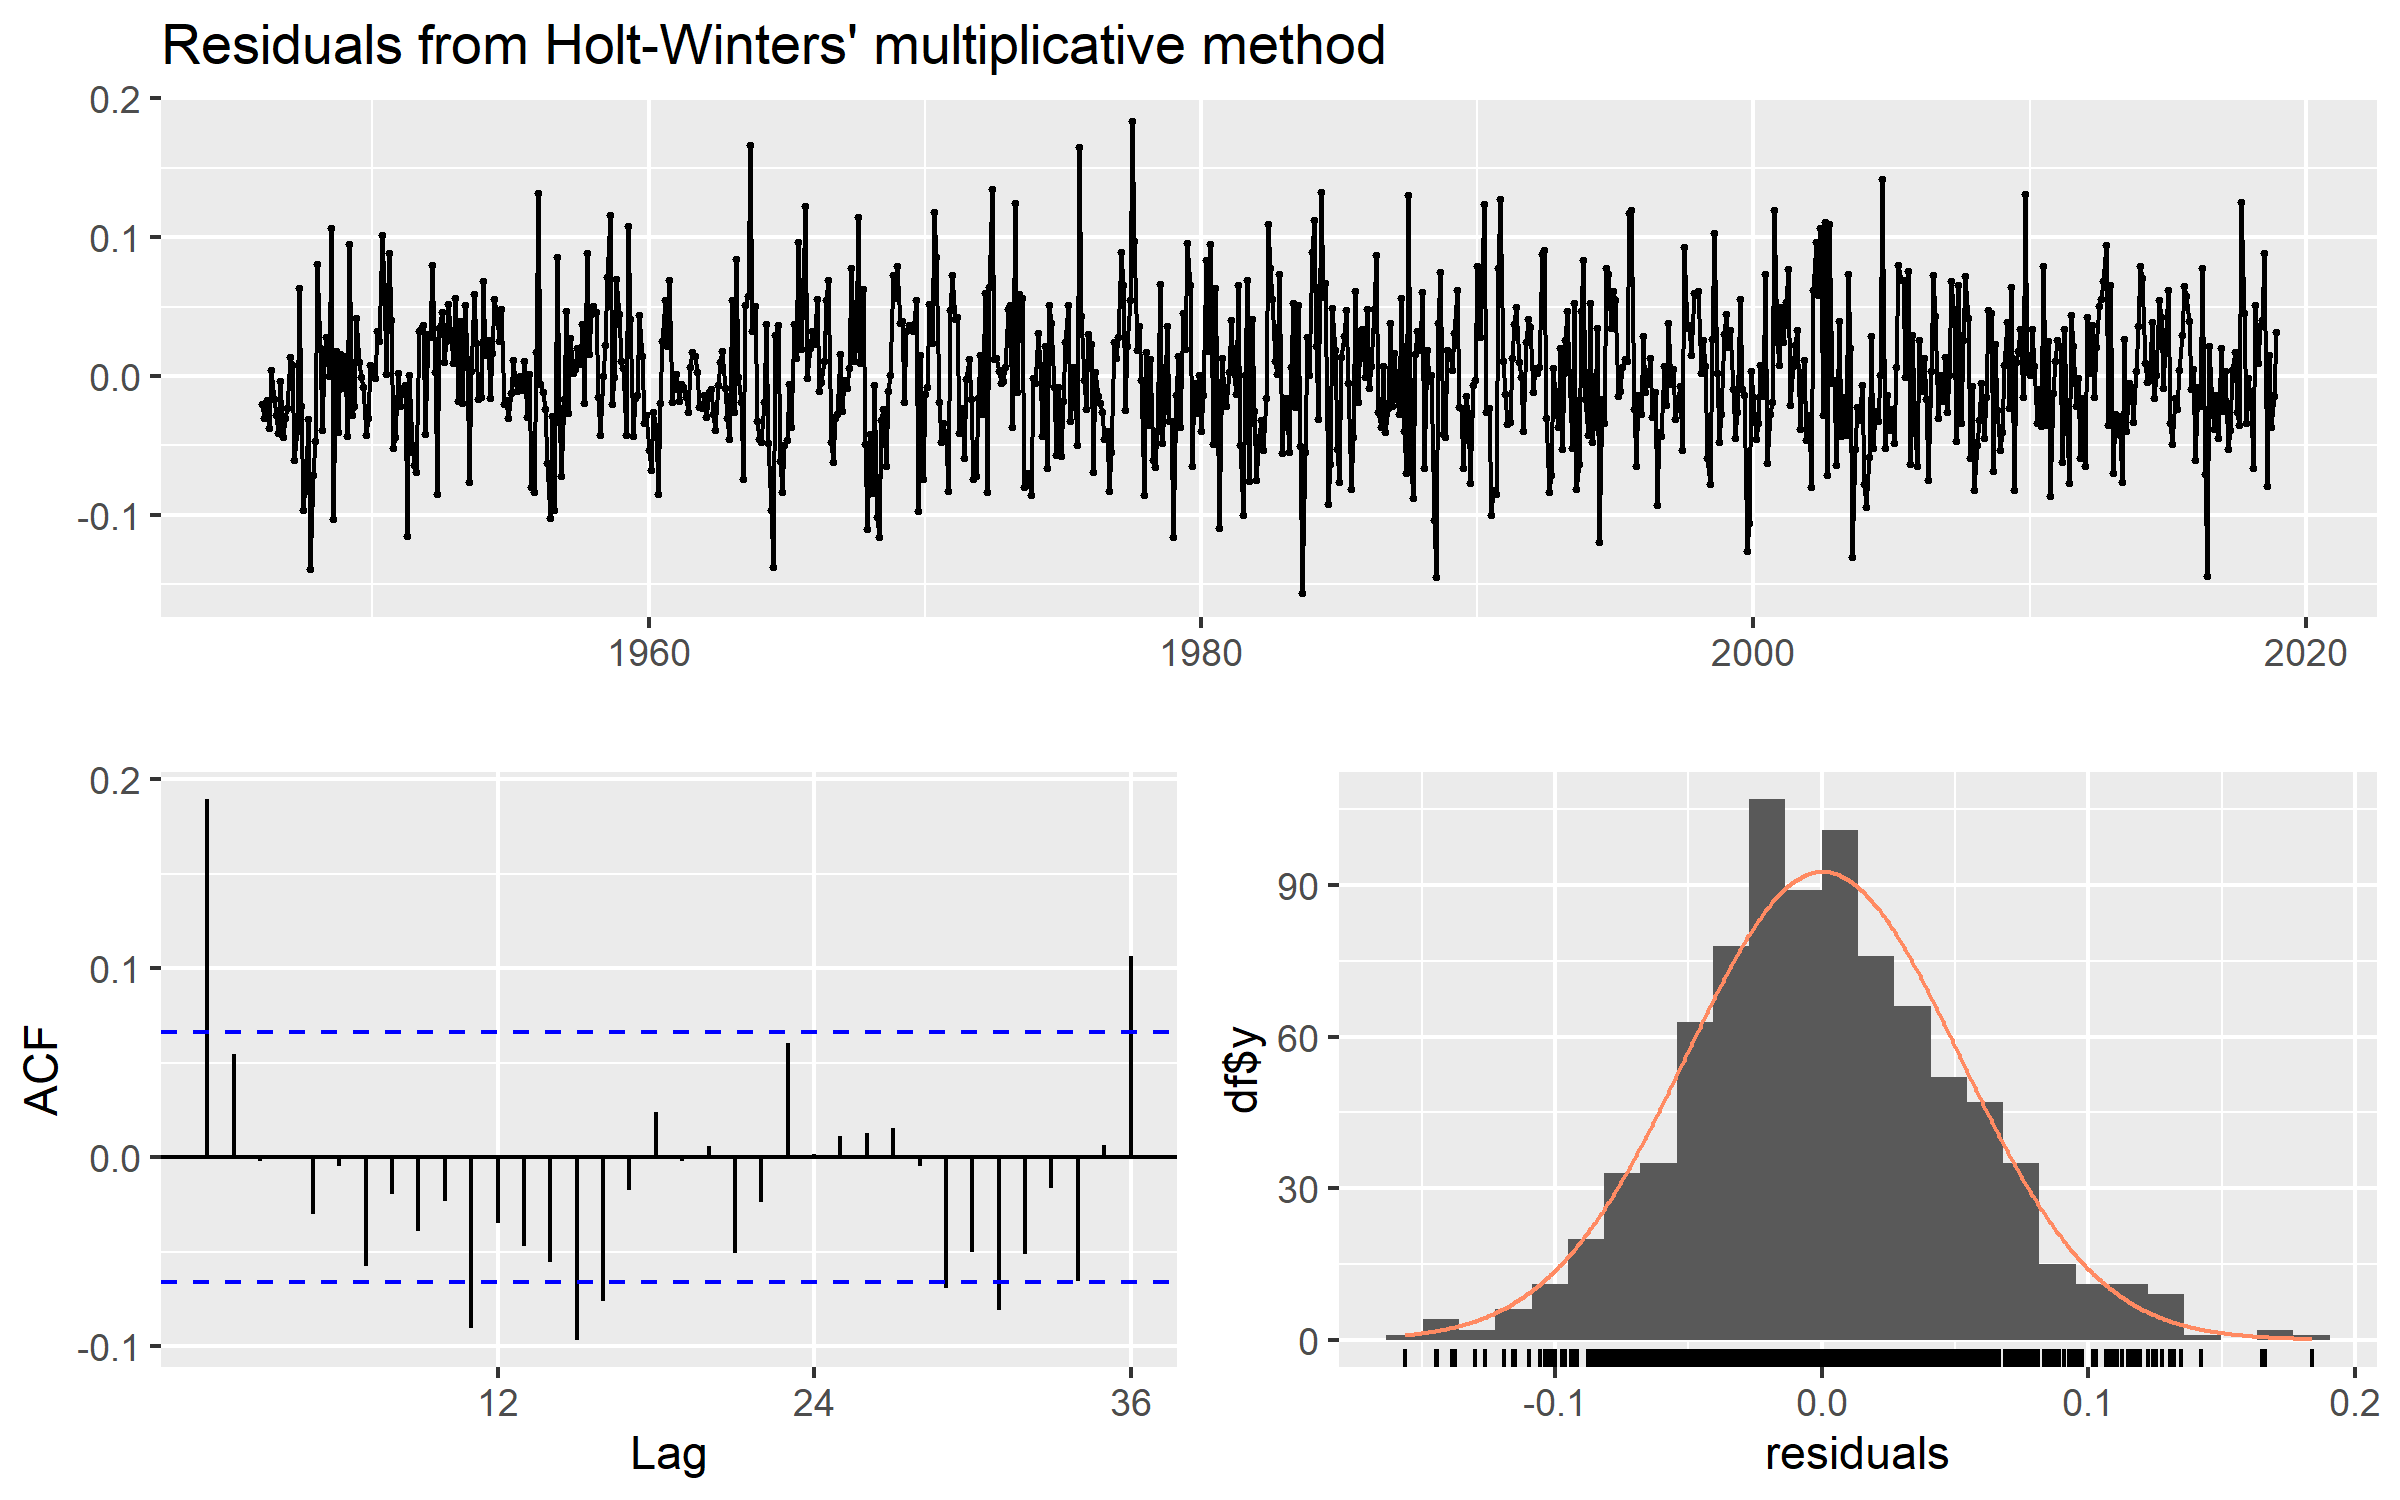 Residuals from Holt-Winters' multiplicative method
0.2
0.1
0.0
-0.1
1960 1980 2000 2020
0.2
0.1
0.0
-0.1
ACF
12 24 36
Lag
90
60
30
0
df$y
-0.1 0.0 0.1 0.2
residuals